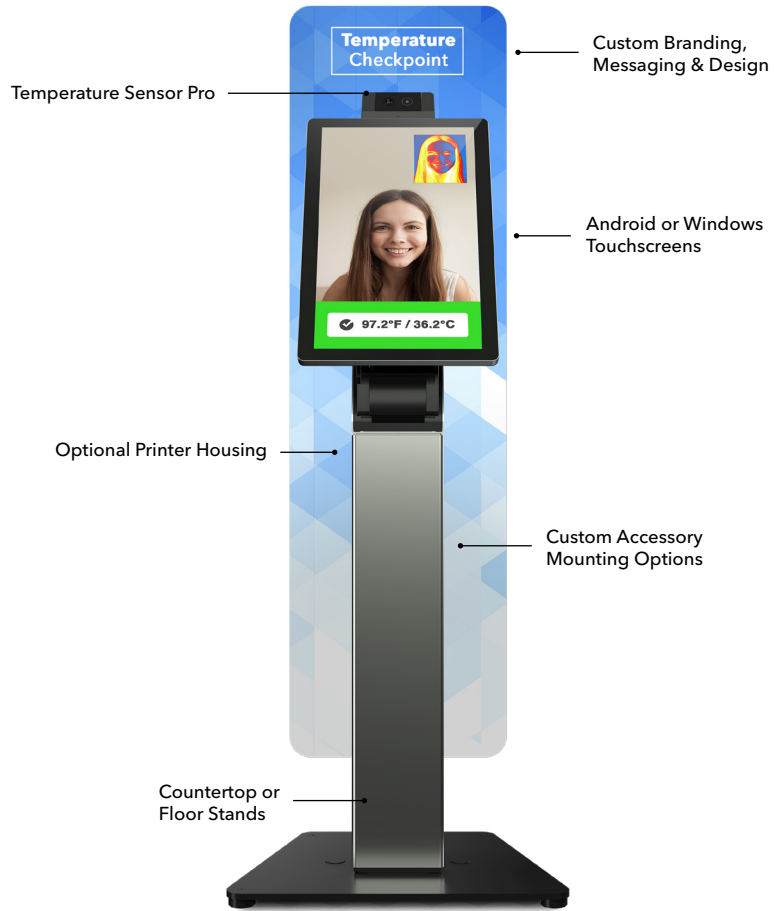 Temperature
Checkpoint
Custom Branding,
Messaging & Design
Temperature Sensor Pro
Android or Windows
Touchscreens
97.2°F / 36.2°C
Optional Printer Housing
Custom Accessory
Mounting Options
Countertop or
Floor Stands